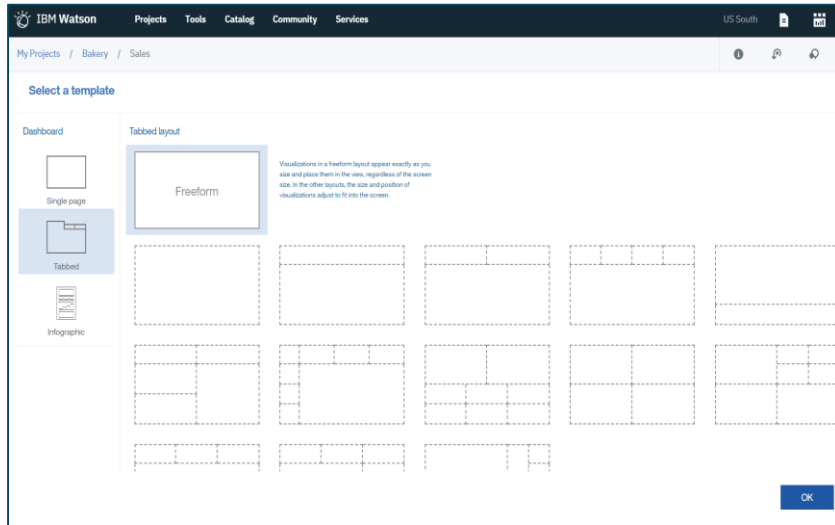 IBM Watson Projects Tools Catalog Community Services US South
My Projects / Bakery / Sales
Select a template
Dashboard
Single page
Tabbed
Infographic
Tabbed layout
Freeform
Visualizations in a freeform layout appear exactly as you
size and place them in the view, regardless of the screen
size. In the other layouts, the size and position of
visualizations adjust to fit into the screen.
OK